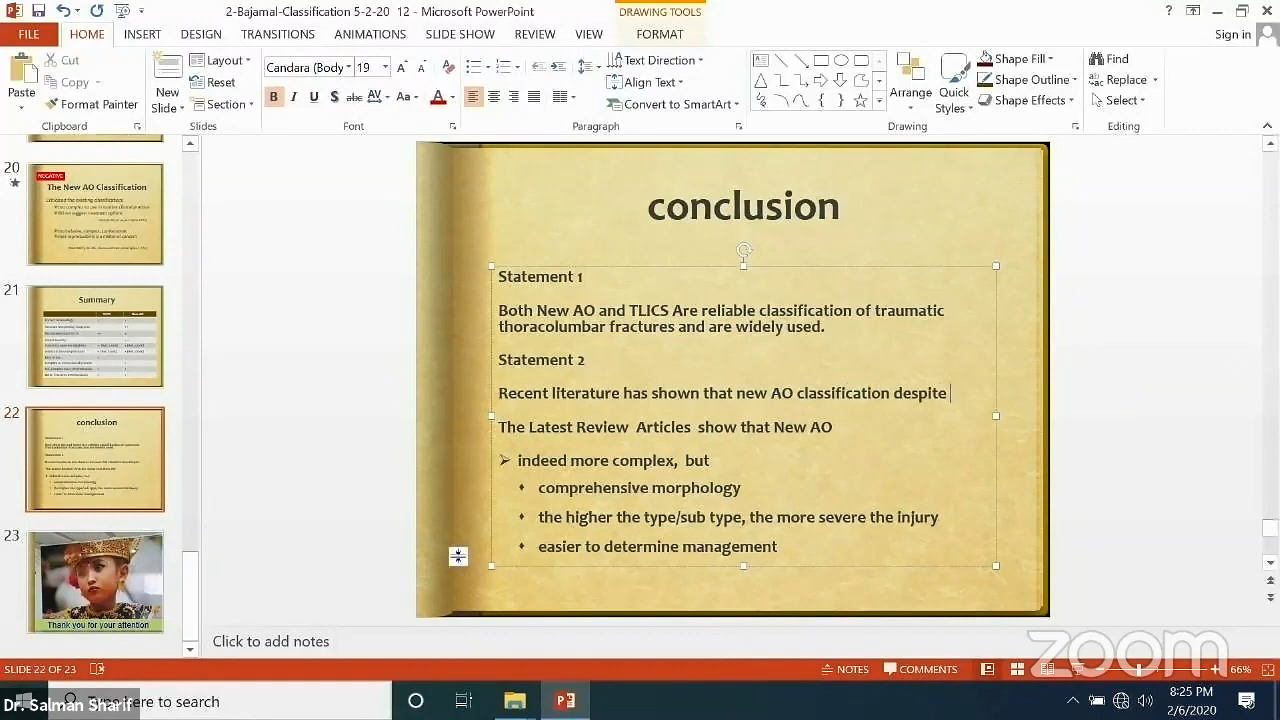 2-Bajamal-Classification 5-2-20 12 - Microsoft PowerPoint
DRAWING TOOLS
FILE HOME INSERT DESIGN TRANSITIONS ANIMATIONS SLIDE SHOW REVIEW VIEW FORMAT
Sign in
Paste
Cut
Copy
Format Painter
Clipboard
New Slide
Layout
Reset
Section
Slides
Candara (Body 19
Font
Text Direction
Align Text
Convert to SmartArt
Paragraph
Arrange
Quick Styles
Shape Fill
Shape Outline
Shape Effects
Drawing
Find
Replace
Select
Editing
20
NEGATIVE
The New AO Classification
21
Summary
22
conclusion
23
Thank you for your attention
conclusion
Statement 1
Both New AO and TLICS Are reliable classification of traumatic
thoracolumbar fractures and are widely used.
Statement 2
Recent literature has shown that new AO classification despite
The Latest Review Articles show that New AO
➢ indeed more complex, but
♦ comprehensive morphology
♦ the higher the type/sub type, the more severe the injury
♦ easier to determine management
Click to add notes
zoom
SLIDE 22 OF 23
NOTES
COMMENTS
66%
Type here to search
Dr. Salman Sharif
8:25 PM
2/6/2020